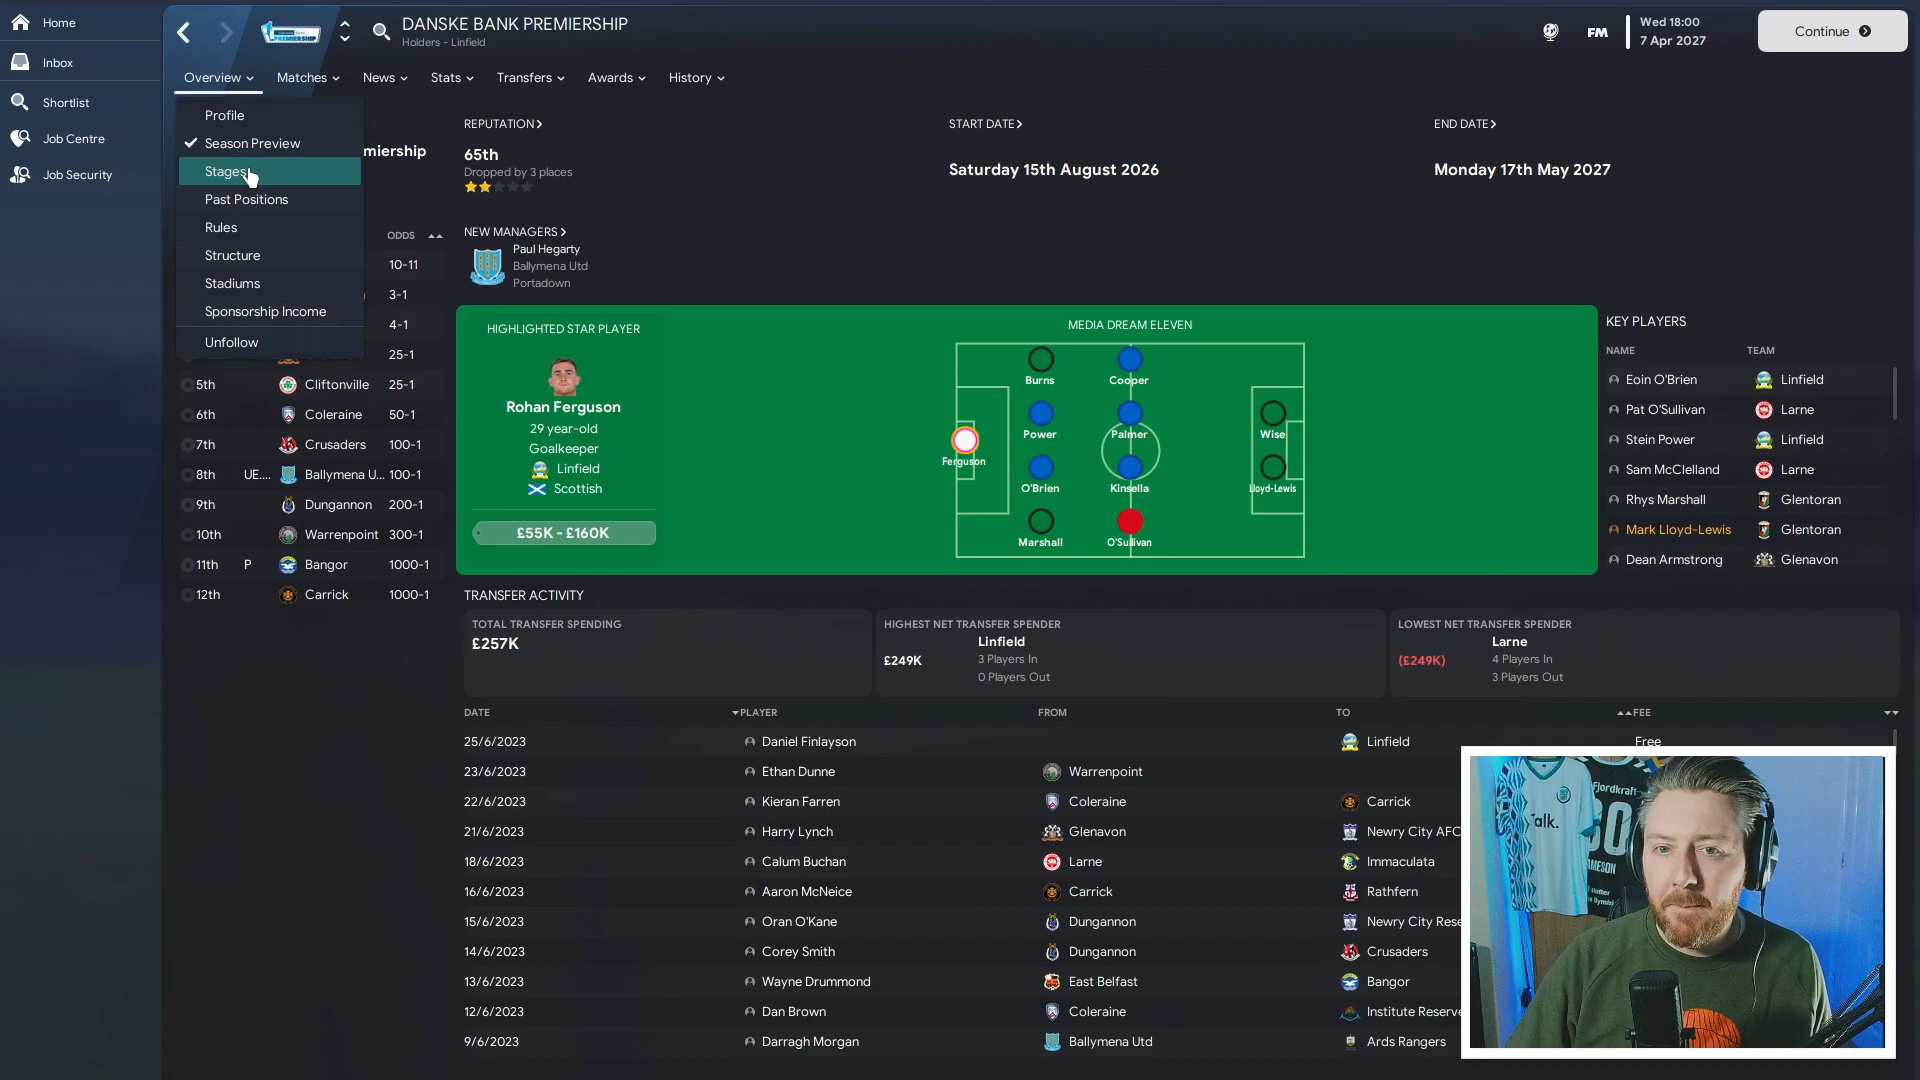 Home
Inbox
Shortlist
Job Centre
Job Security
PREMIERSHIP
DANSKE BANK PREMIERSHIP
Holders - Linfield
FM
Wed 18:00
7 Apr 2027
Continue
Overview
Matches
News
Stats
Transfers
Awards
History
Profile
Season Preview
Stages
Past Positions
Rules
Structure
Stadiums
Sponsorship Income
Unfollow
miership
REPUTATION
65th
Dropped by 3 places
START DATE
Saturday 15th August 2026
END DATE
Monday 17th May 2027
NEW MANAGERS
Paul Hegarty
Ballymena Utd
Portadown
ODDS
10-11
3-1
4-1
25-1
5th Cliftonville 25-1
6th Coleraine 50-1
7th Crusaders 100-1
8th UE.... Ballymena U... 100-1
9th Dungannon 200-1
10th Warrenpoint 300-1
11th P Bangor 1000-1
12th Carrick 1000-1
HIGHLIGHTED STAR PLAYER
Rohan Ferguson
29 year-old
Goalkeeper
Linfield
Scottish
£55K - £160K
MEDIA DREAM ELEVEN
Burns
Cooper
Power
Palmer
Wise
Ferguson
O'Brien
Kinsella
Lloyd-Lewis
Marshall
O'Sullivan
KEY PLAYERS
NAME TEAM
Eoin O'Brien Linfield
Pat O'Sullivan Larne
Stein Power Linfield
Sam McClelland Larne
Rhys Marshall Glentoran
Mark Lloyd-Lewis Glentoran
Dean Armstrong Glenavon
TRANSFER ACTIVITY
TOTAL TRANSFER SPENDING
£257K
HIGHEST NET TRANSFER SPENDER
£249K
Linfield
3 Players In
0 Players Out
LOWEST NET TRANSFER SPENDER
(£249K)
Larne
4 Players In
3 Players Out
DATE PLAYER FROM TO FEE
25/6/2023 Daniel Finlayson Linfield Free
23/6/2023 Ethan Dunne Warrenpoint
22/6/2023 Kieran Farren Coleraine Carrick
21/6/2023 Harry Lynch Glenavon Newry City AFC
18/6/2023 Calum Buchan Larne Immaculata
16/6/2023 Aaron McNeice Carrick Rathfern
15/6/2023 Oran O'Kane Dungannon Newry City Rese
14/6/2023 Corey Smith Dungannon Crusaders
13/6/2023 Wayne Drummond East Belfast Bangor
12/6/2023 Dan Brown Coleraine Institute Reserve
9/6/2023 Darragh Morgan Ballymena Utd Ards Rangers
Talk.
Fjordkraft